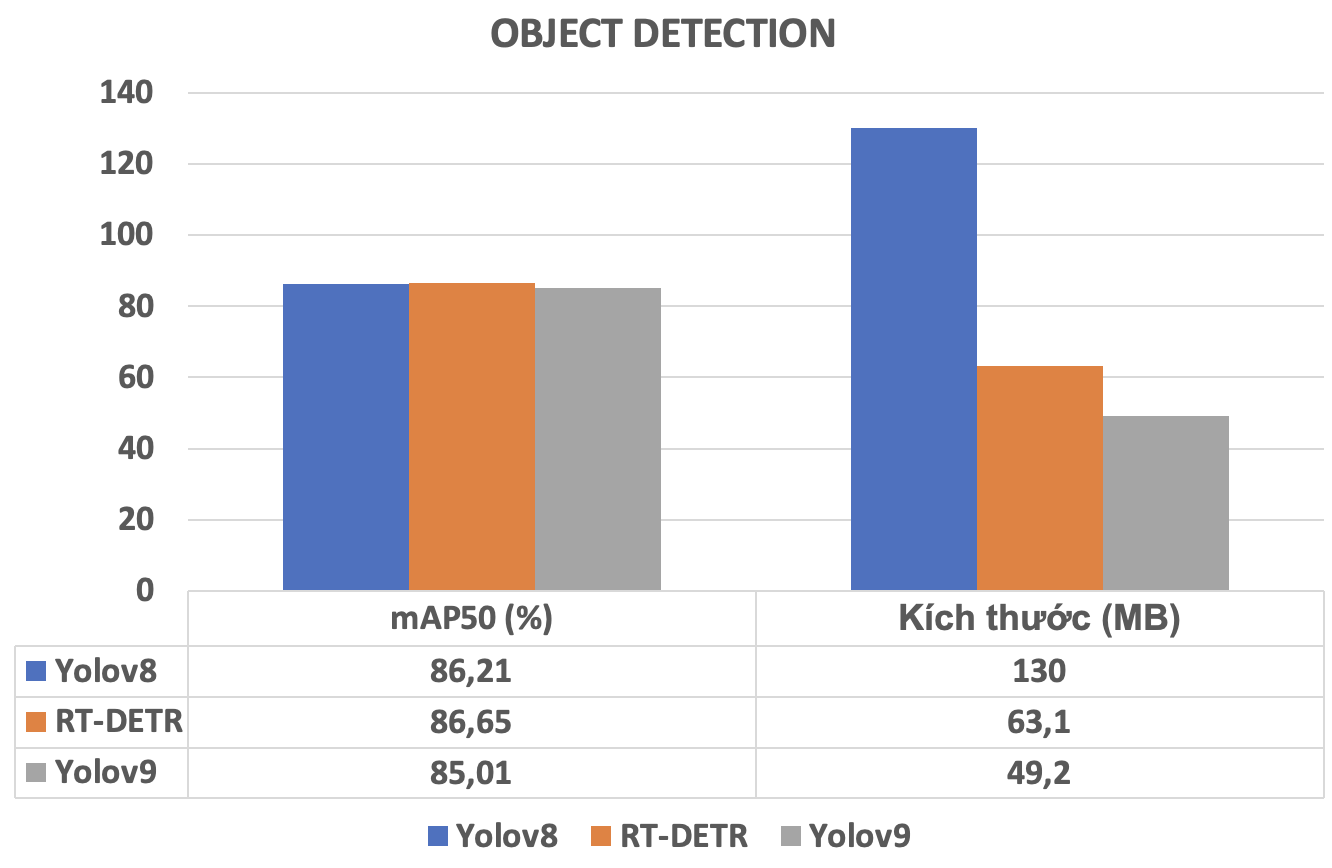 OBJECT DETECTION
140
120
100
80
60
40
20
0
mAP50 (%) Kích thước (MB)
Yolov8 86,21 130
RT-DETR 86,65 63,1
Yolov9 85,01 49,2
Yolov8 RT-DETR Yolov9